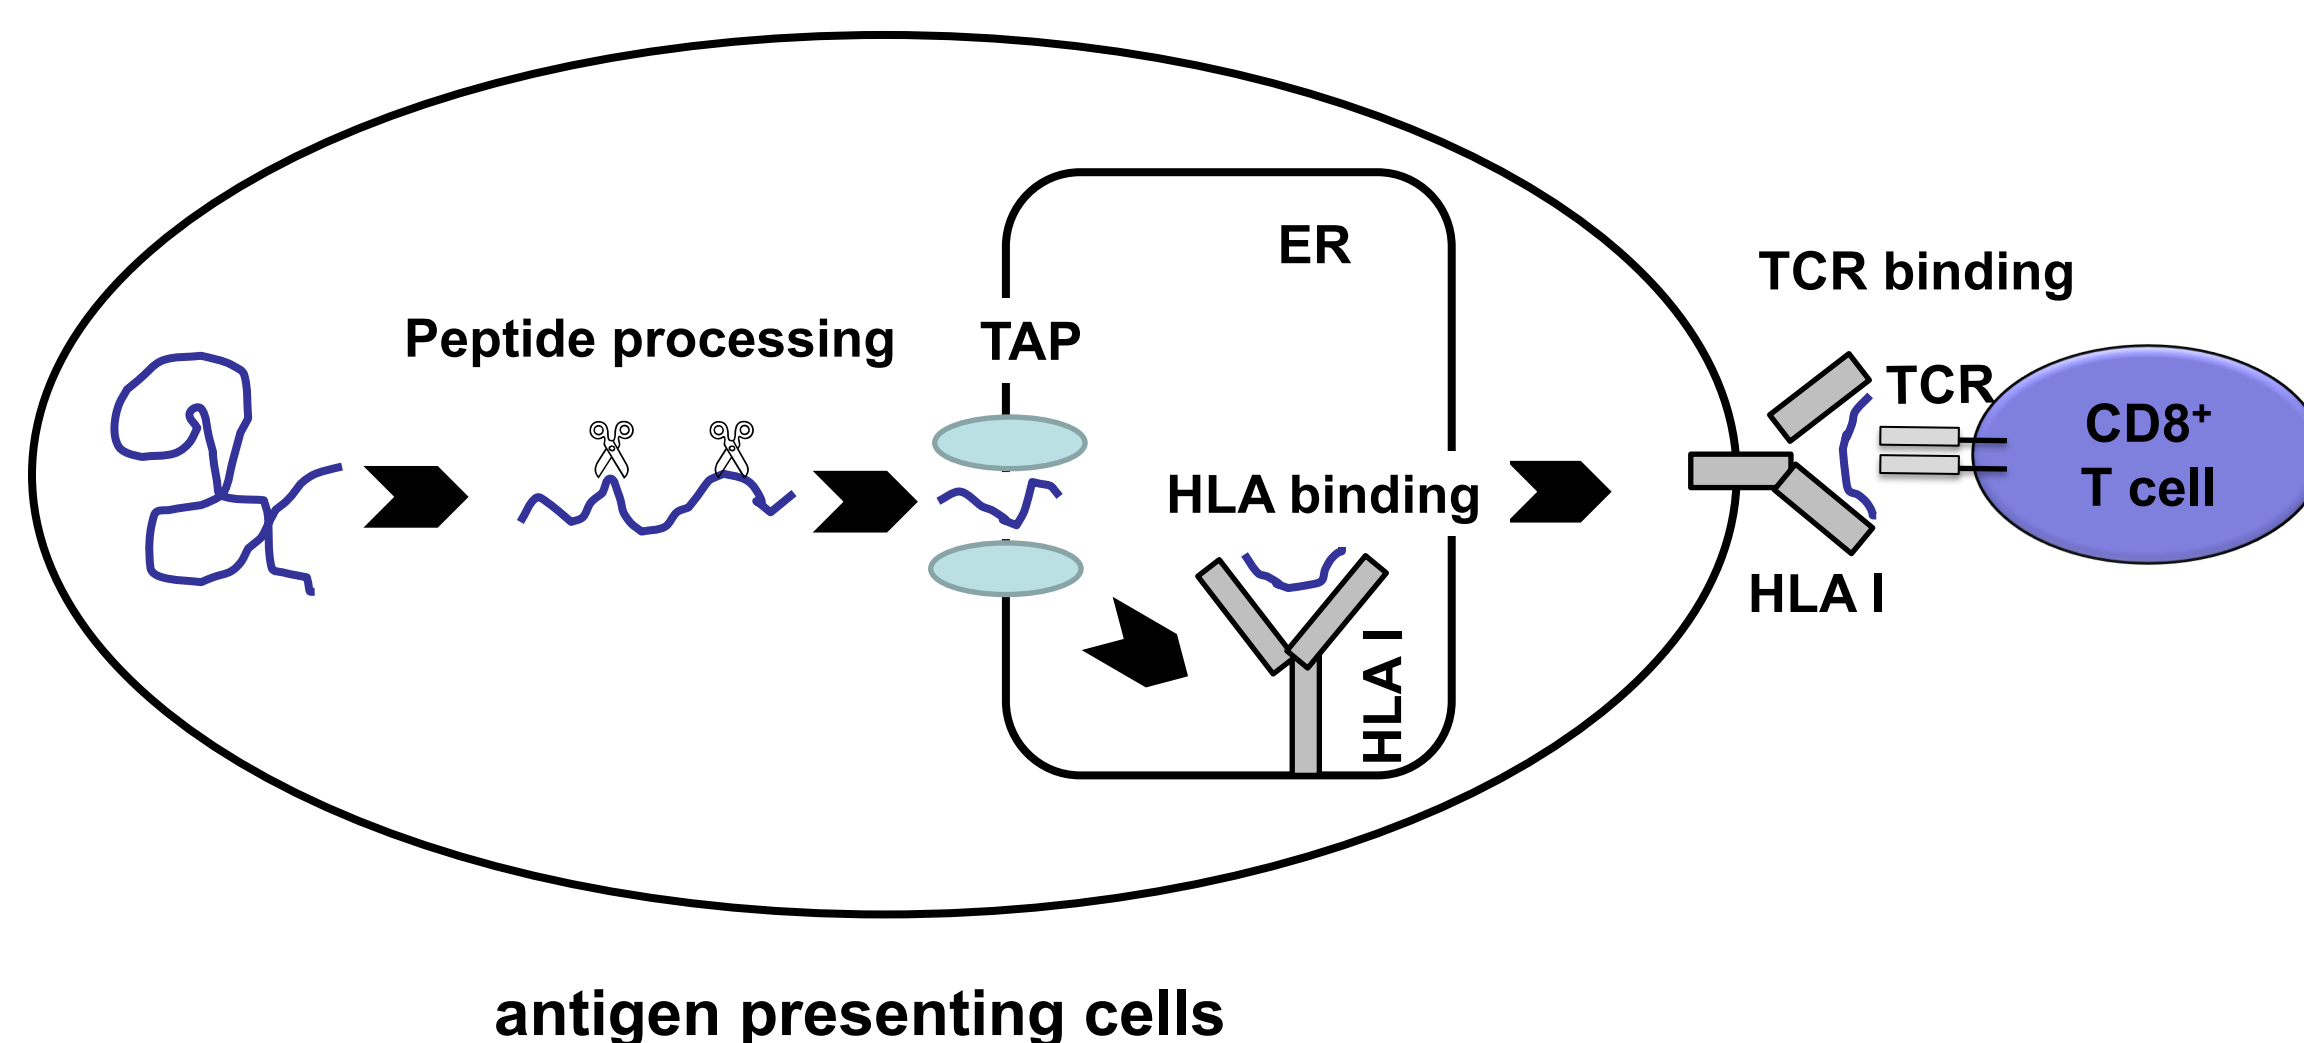 ER
TCR binding
Peptide processing
TAP
TCR
CD8⁺
T cell
HLA binding
HLA I
HLA I
antigen presenting cells